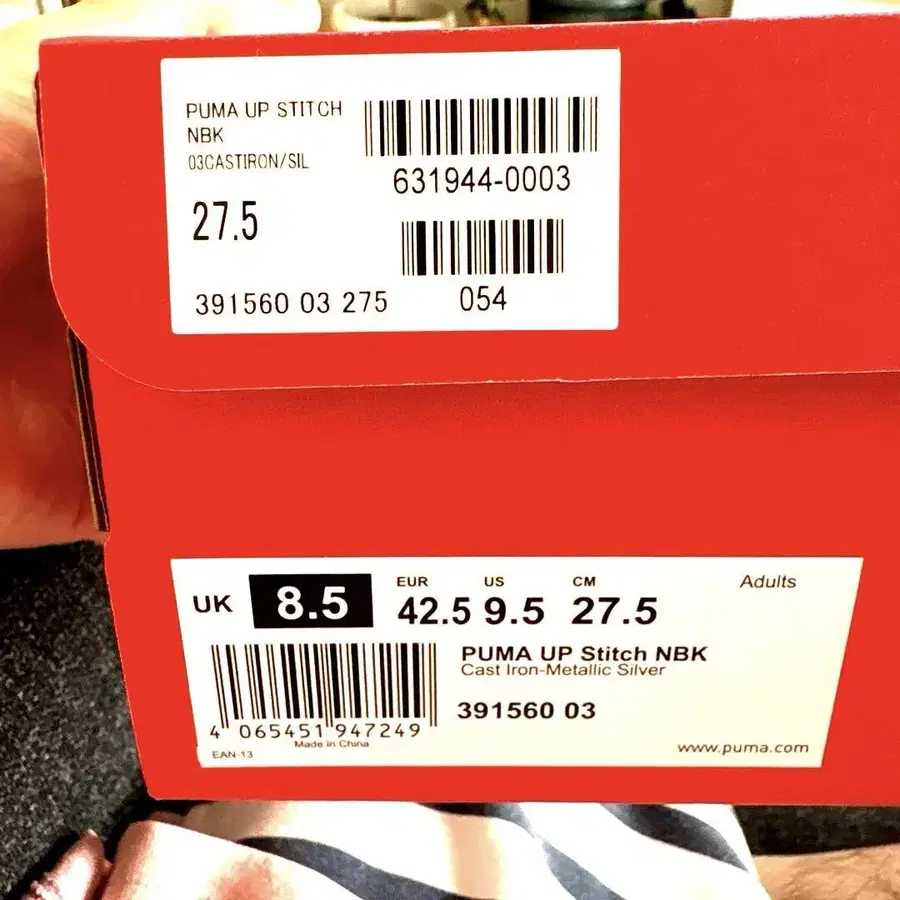 PUMA UP STITCH
NBK
03CASTIRON/SIL
631944-0003
27.5
391560 03 275
054
UK 8.5
EUR US CM
42.5 9.5 27.5
Adults
PUMA UP Stitch NBK
Cast Iron-Metallic Silver
391560 03
4 065451 947249
Made in China
EAN-13
www.puma.com